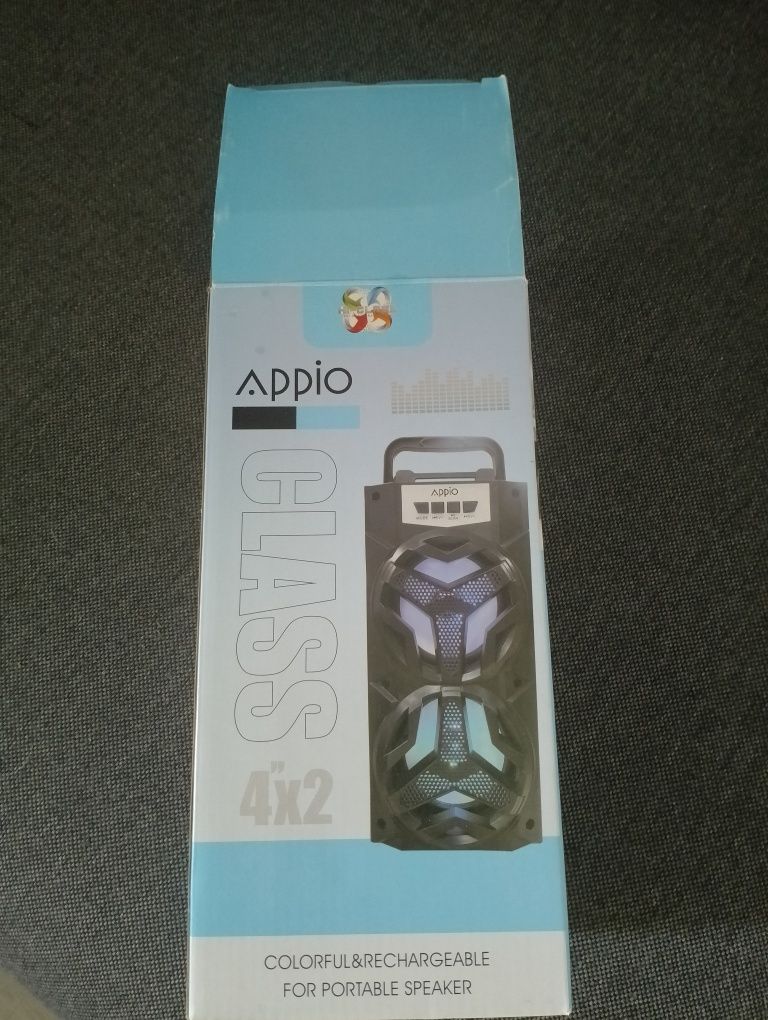 APPIO
CLASS
4"x2
APPIO
COLORFUL&RECHARGEABLE
FOR PORTABLE SPEAKER